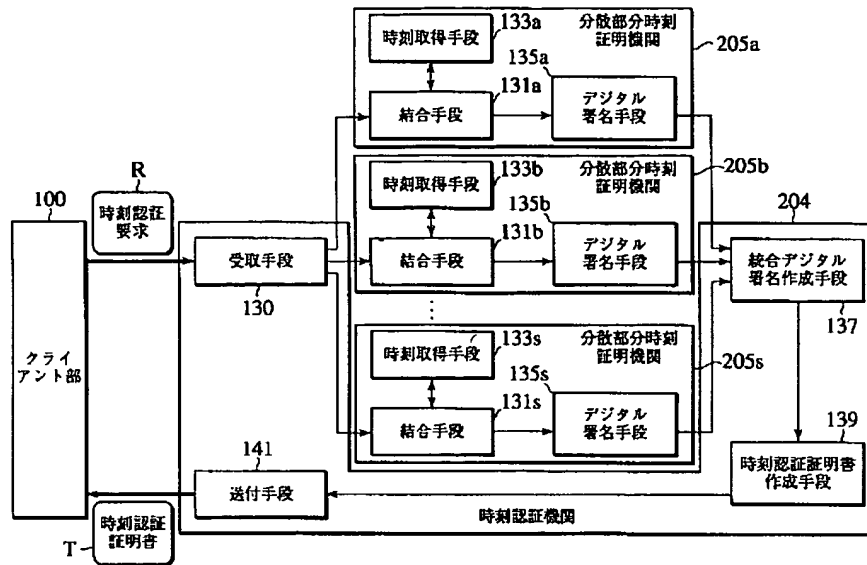 133a
時刻取得手段
分散部分時刻
証明機関
205a
135a
131a
結合手段
デジタル
署名手段
133b
時刻取得手段
分散部分時刻
証明機関
205b
135b
131b
結合手段
デジタル
署名手段
100
R
時刻認証
要求
受取手段
130
204
統合デジタル
署名作成手段
137
133s
時刻取得手段
分散部分時刻
証明機関
205s
135s
131s
結合手段
デジタル
署名手段
クライ
アント部
141
送付手段
139
時刻認証証明書
作成手段
時刻認証
証明書
T
時刻認証機関